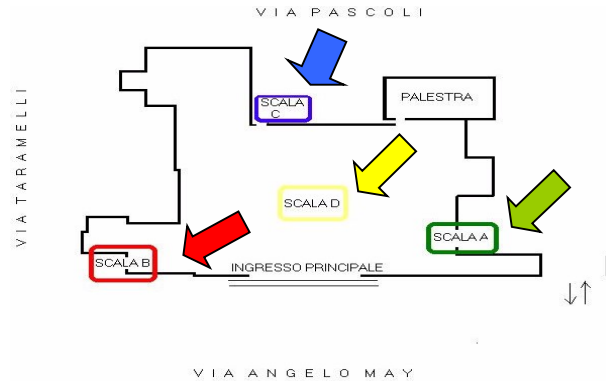 VIA PASCOLI
VIA TARAMELLI
SCALA
C
PALESTRA
SCALA D
SCALA A
SCALA B
INGRESSO PRINCIPALE
VIA ANGELO MAY